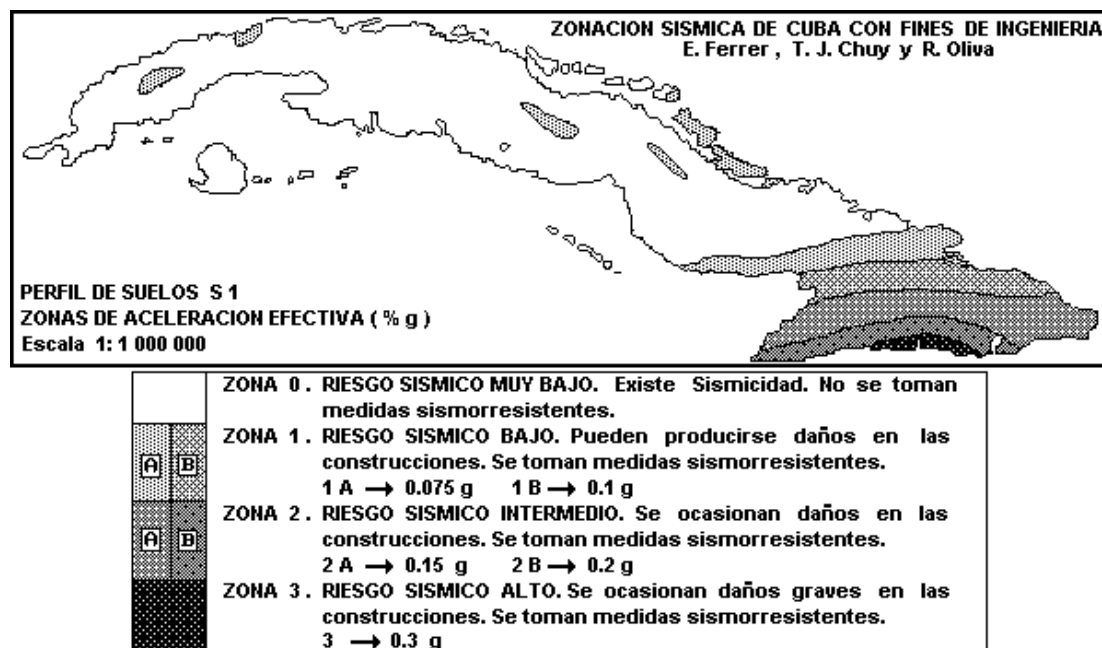 ZONACION SISMICA DE CUBA CON FINES DE INGENIERIA
E. Ferrer , T. J. Chuy y R. Oliva
PERFIL DE SUELOS S 1
ZONAS DE ACELERACION EFECTIVA ( % g )
Escala 1: 1 000 000
ZONA 0 . RIESGO SISMICO MUY BAJO. Existe Sismicidad. No se toman
medidas sismorresistentes.
ZONA 1 . RIESGO SISMICO BAJO. Pueden producirse daños en las
construcciones. Se toman medidas sismorresistentes.
A B
1 A → 0.075 g 1 B → 0.1 g
ZONA 2 . RIESGO SISMICO INTERMEDIO. Se ocasionan daños en las
construcciones. Se toman medidas sismorresistentes.
A B
2 A → 0.15 g 2 B → 0.2 g
ZONA 3 . RIESGO SISMICO ALTO. Se ocasionan daños graves en las
construcciones. Se toman medidas sismorresistentes.
3 → 0.3 g